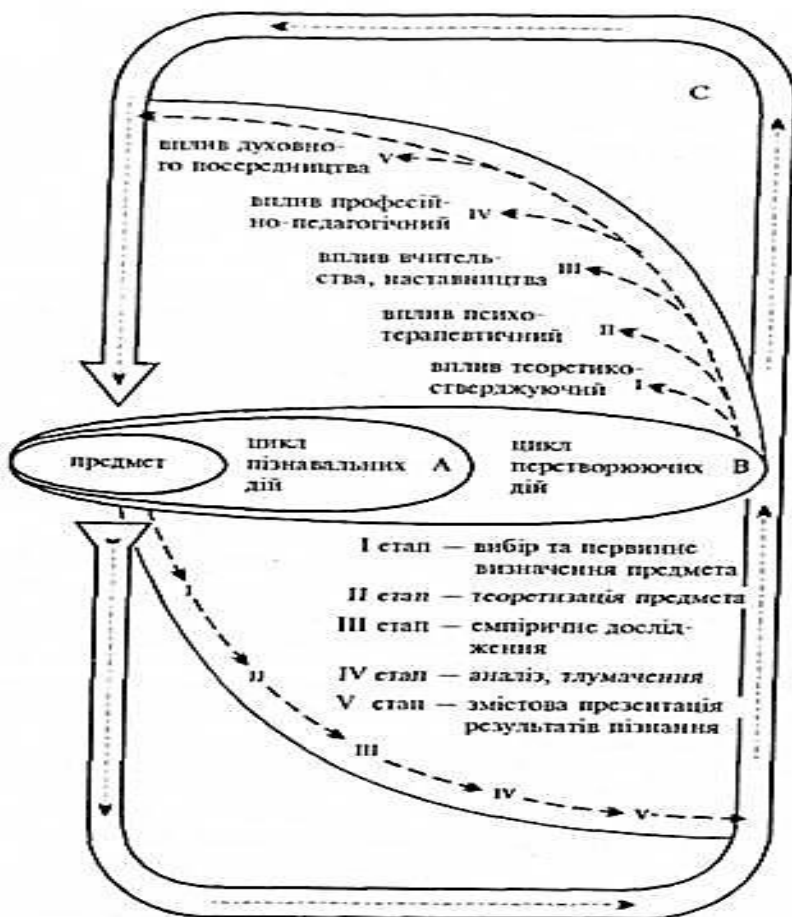 C
вплив духовно-
го посередництва V
вплив професій-
но-педагогічний IV
вплив вчитель-
ства, наставництва III
вплив психо-
терапевтичний II
вплив теоретико-
стверджуючий I
предмет
цикл
пізнавальних
дій
A
цикл
перетворюючих
дій
B
I етап — вибір та первинне
визначення предмета
II етап — теоретизація предмета
III етап — емпіричне дослід-
ження
IV етап — аналіз, тлумачення
V етап — змістова презентація
результатів пізнання
I
II
III
IV
V